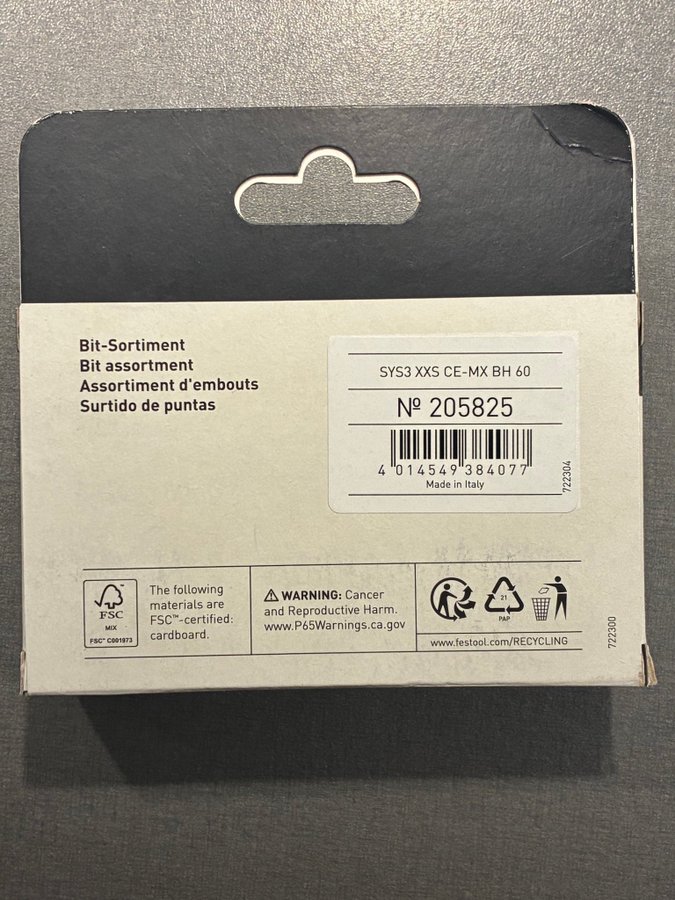 Bit-Sortiment
Bit assortment
Assortiment d'embouts
Surtido de puntas
SYS3 XXS CE-MX BH 60
Nº 205825
4 014549 384077
Made in Italy
722304
FSC
MIX
FSC™ C001973
The following
materials are
FSC™-certified:
cardboard.
⚠ WARNING: Cancer
and Reproductive Harm.
www.P65Warnings.ca.gov
21
PAP
www.festool.com/RECYCLING
722300